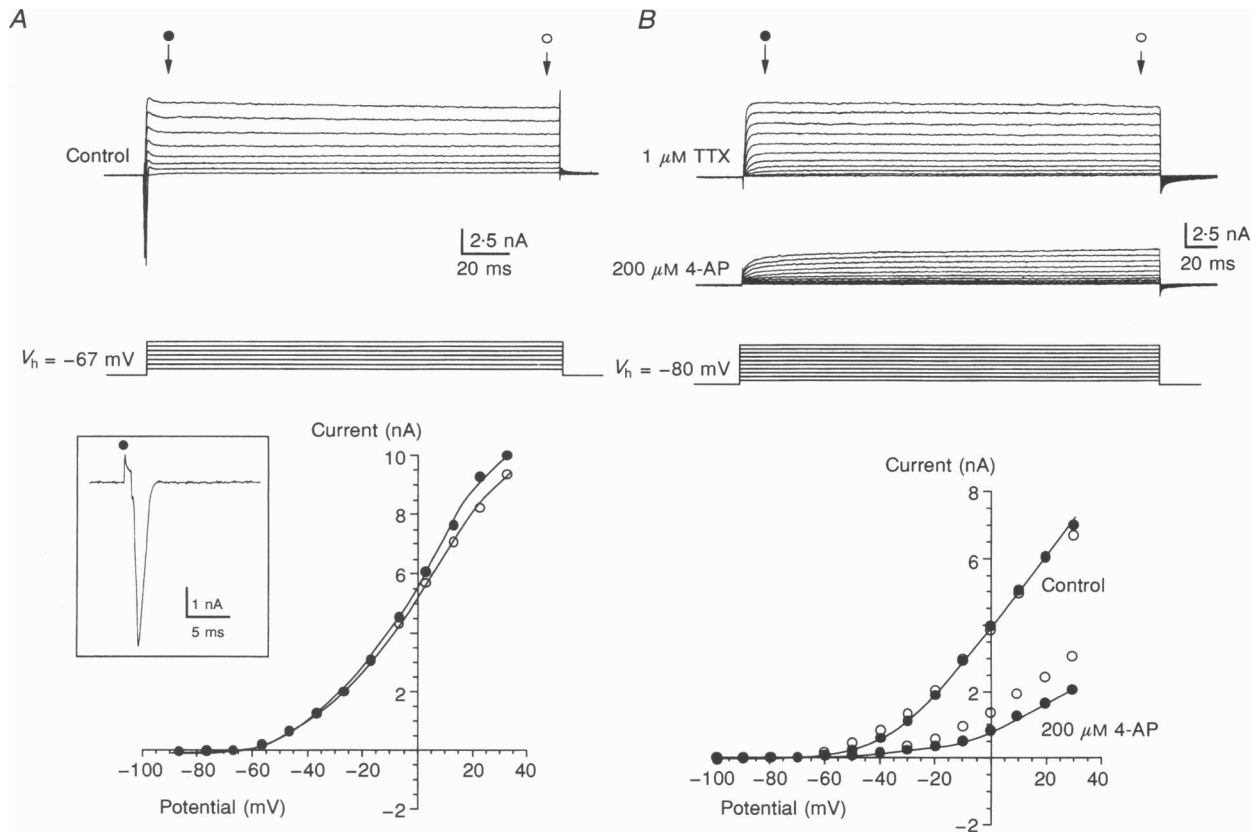 A
Control
2·5 nA
20 ms
Vh = −67 mV
Current (nA)
10
8
6
4
2
−2
−100 −80 −60 −40 −20 0 20 40
Potential (mV)
1 nA
5 ms
B
1 μM TTX
200 μM 4-AP
2·5 nA
20 ms
Vh = −80 mV
Current (nA)
8
6
4
2
−2
Control
200 μM 4-AP
−100 −80 −60 −40 −20 0 20 40
Potential (mV)